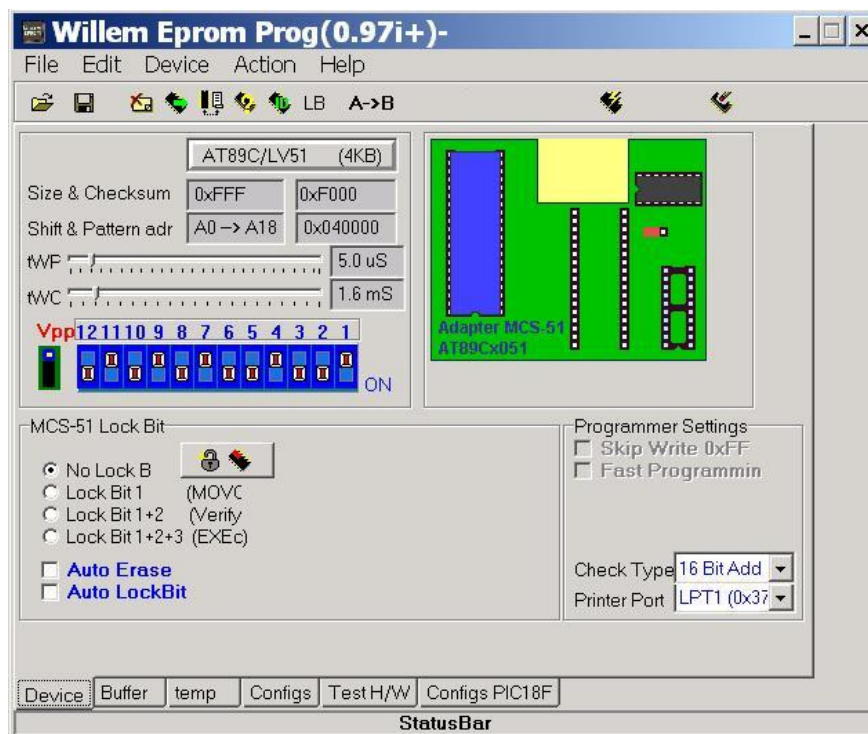 Willem Eprom Prog(0.97i+)-
File Edit Device Action Help
LB A->B
AT89C/LV51 (4KB)
Size & Checksum 0xFFF 0xF000
Shift & Pattern adr A0 -> A18 0x040000
tWP 5.0 uS
tWC 1.6 mS
Vpp 12 11 10 9 8 7 6 5 4 3 2 1
ON
Adapter MCS-51
AT89Cx051
MCS-51 Lock Bit
No Lock B
Lock Bit 1 (MOVC
Lock Bit 1+2 (Verify
Lock Bit 1+2+3 (EXEc)
Auto Erase
Auto LockBit
Programmer Settings
Skip Write 0xFF
Fast Programmin
Check Type 16 Bit Add
Printer Port LPT1 (0x37
Device Buffer temp Configs Test H/W Configs PIC18F
StatusBar